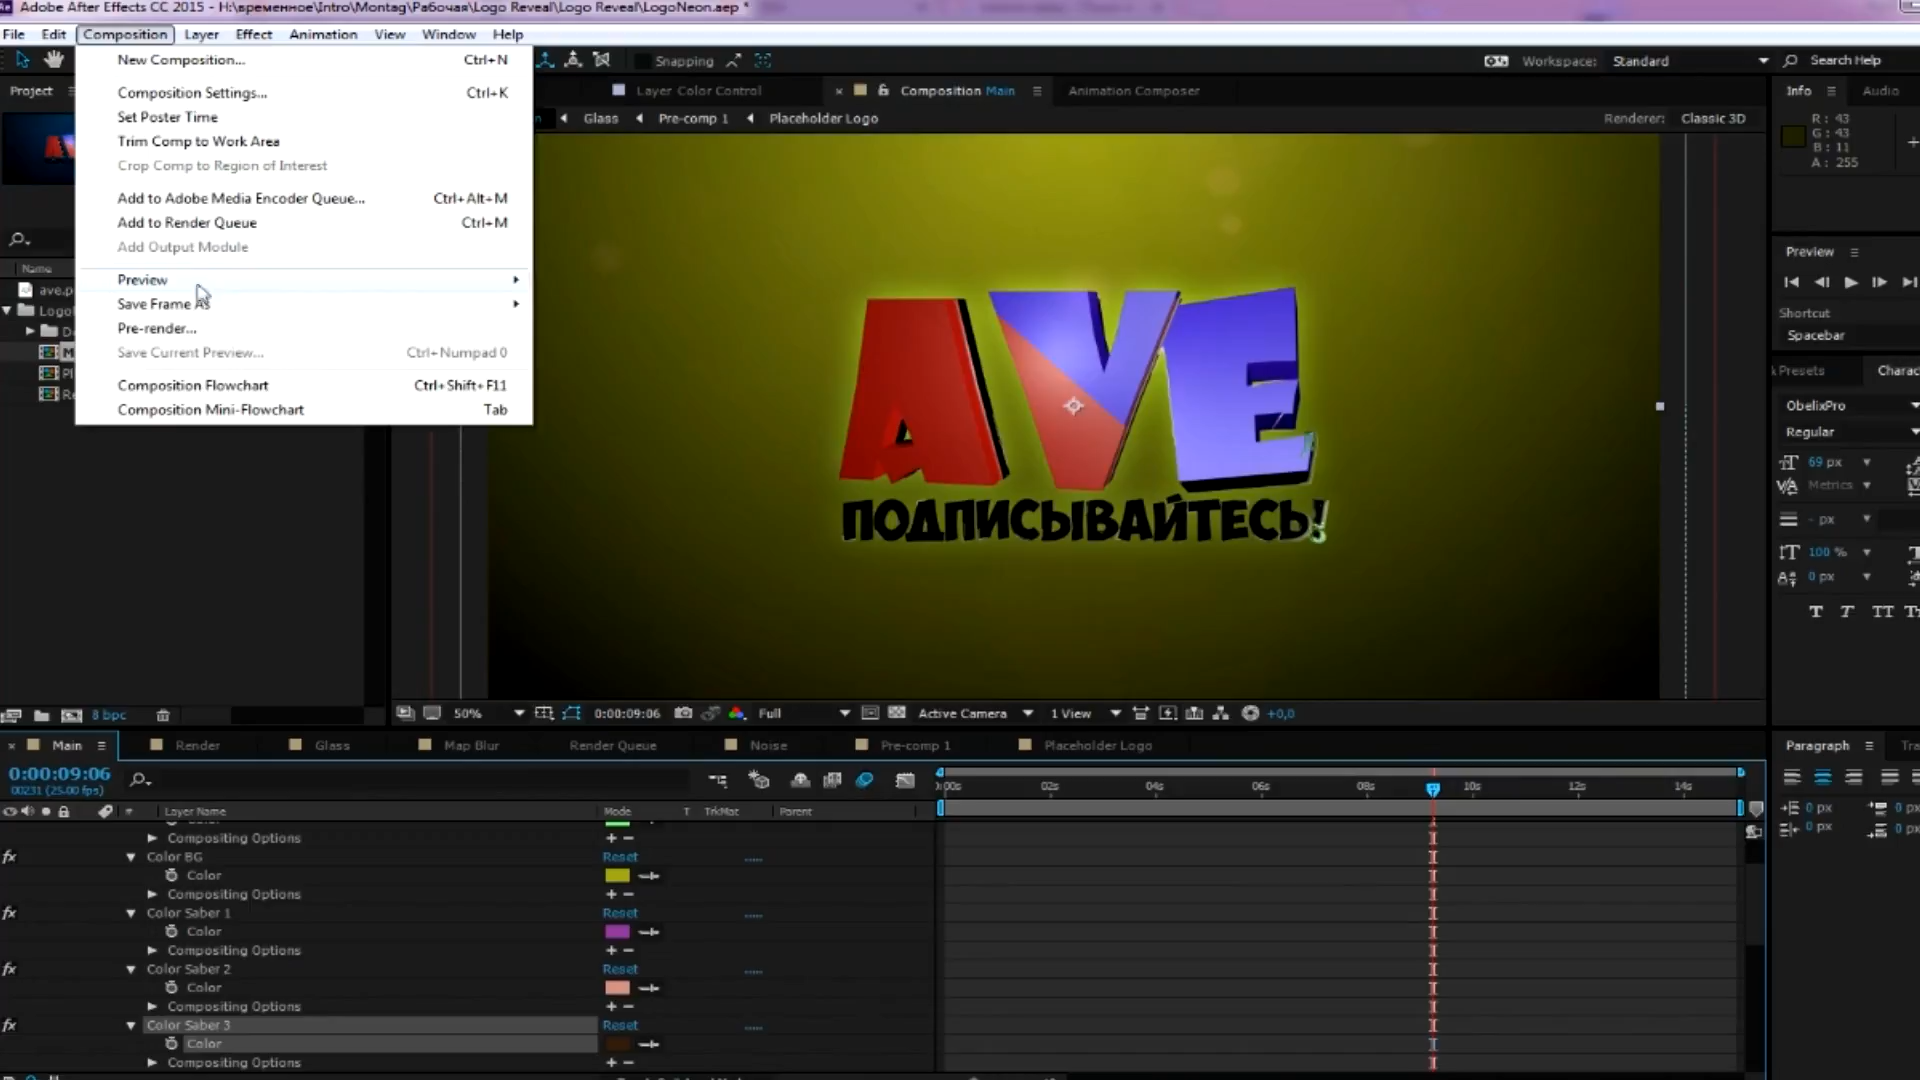 Adobe After Effects CC 2015 - H:\временное\Intro\Montag\Рабочая\Logo Reveal\Logo Reveal\LogoNeon.aep *
File Edit Composition Layer Effect Animation View Window Help
Snapping
Workspace: Standard
Search Help
New Composition... Ctrl+N
Composition Settings... Ctrl+K
Set Poster Time
Trim Comp to Work Area
Crop Comp to Region of Interest
Add to Adobe Media Encoder Queue... Ctrl+Alt+M
Add to Render Queue Ctrl+M
Add Output Module
Preview
Save Frame As
Pre-render...
Save Current Preview... Ctrl+Numpad 0
Composition Flowchart Ctrl+Shift+F11
Composition Mini-Flowchart Tab
Project
Name
ave.p
Logo
8 bpc
Layer Color Control
Composition Main
Animation Composer
Glass Pre-comp 1 Placeholder Logo
Renderer: Classic 3D
AVE
ПОДПИСЫВАЙТЕСЬ!
50% 0:00:09:06 Full Active Camera 1 View +0,0
Info Audio
R : 43
G : 43
B : 11
A : 255
Preview
Shortcut
Spacebar
Presets Charac
ObelixPro
Regular
69 px
Metrics
- px
100 %
0 px
T T TT
Paragraph
0 px
0 px
Main Render Glass Map Blur Render Queue Noise Pre-comp 1 Placeholder Logo
0:00:09:06
00231 (25.00 fps)
02s 04s 06s 08s 10s 12s 14s
# Layer Name Mode T TrkMat Parent
Compositing Options
Color BG Reset
Color
Compositing Options
Color Saber 1 Reset
Color
Compositing Options
Color Saber 2 Reset
Color
Compositing Options
Color Saber 3 Reset
Color
Compositing Options